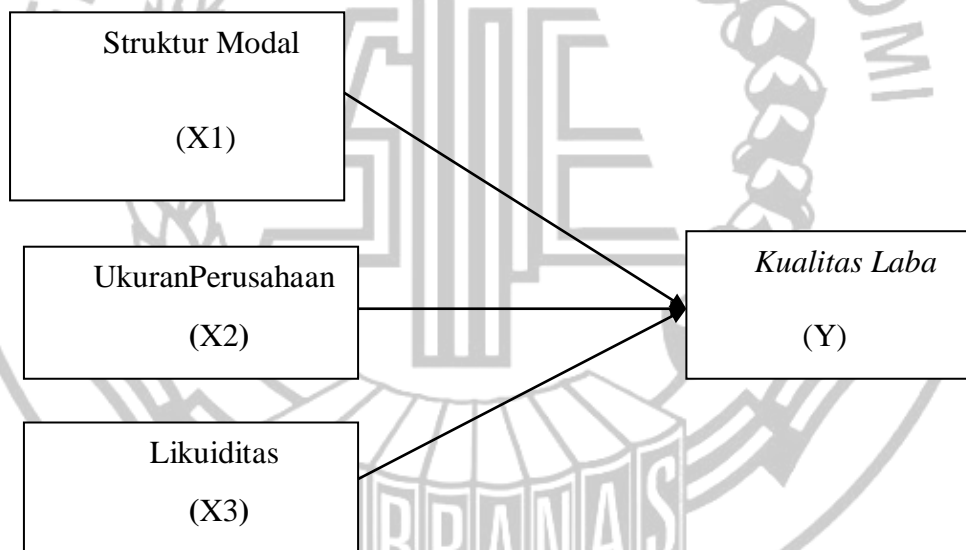 Struktur Modal
(X1)
UkuranPerusahaan
(X2)
Likuiditas
(X3)
Kualitas Laba
(Y)